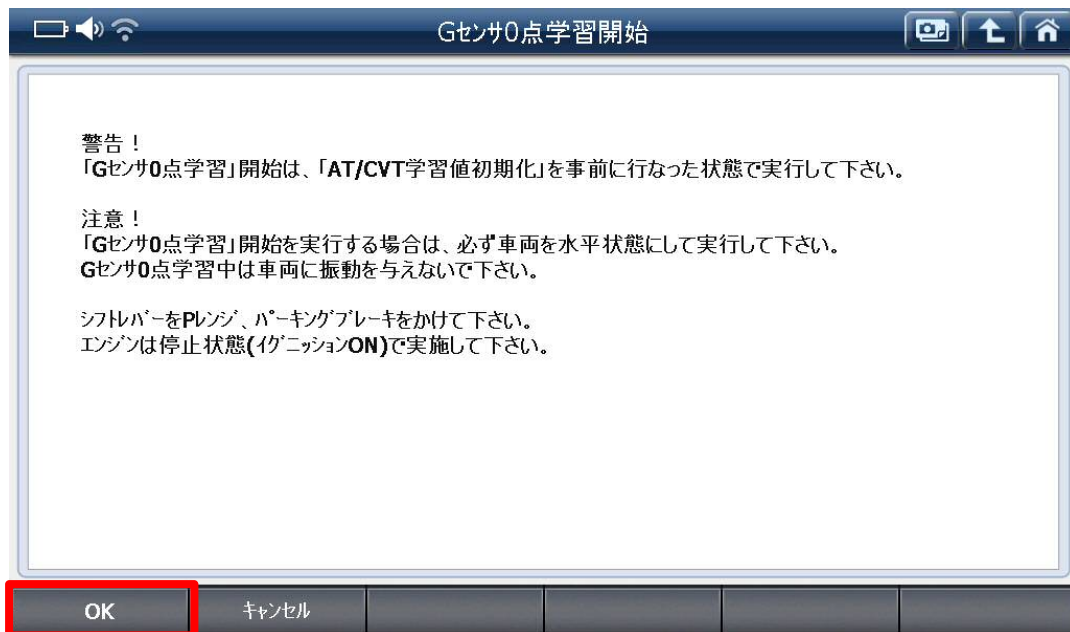 Gセンサ0点学習開始
警告！
｢Gｾﾝｻ0点学習｣開始は、｢AT/CVT学習値初期化｣を事前に行なった状態で実行して下さい。
注意！
｢Gｾﾝｻ0点学習｣開始を実行する場合は、必ず車両を水平状態にして実行して下さい。
Gｾﾝｻ0点学習中は車両に振動を与えないで下さい。
ｼﾌﾄﾚﾊﾞｰをPﾚﾝｼﾞ、ﾊﾟｰｷﾝｸﾞﾌﾞﾚｰｷをかけて下さい。
ｴﾝｼﾞﾝは停止状態(ｲｸﾞﾆｯｼｮﾝON)で実施して下さい。
OK
ｷｬﾝｾﾙ